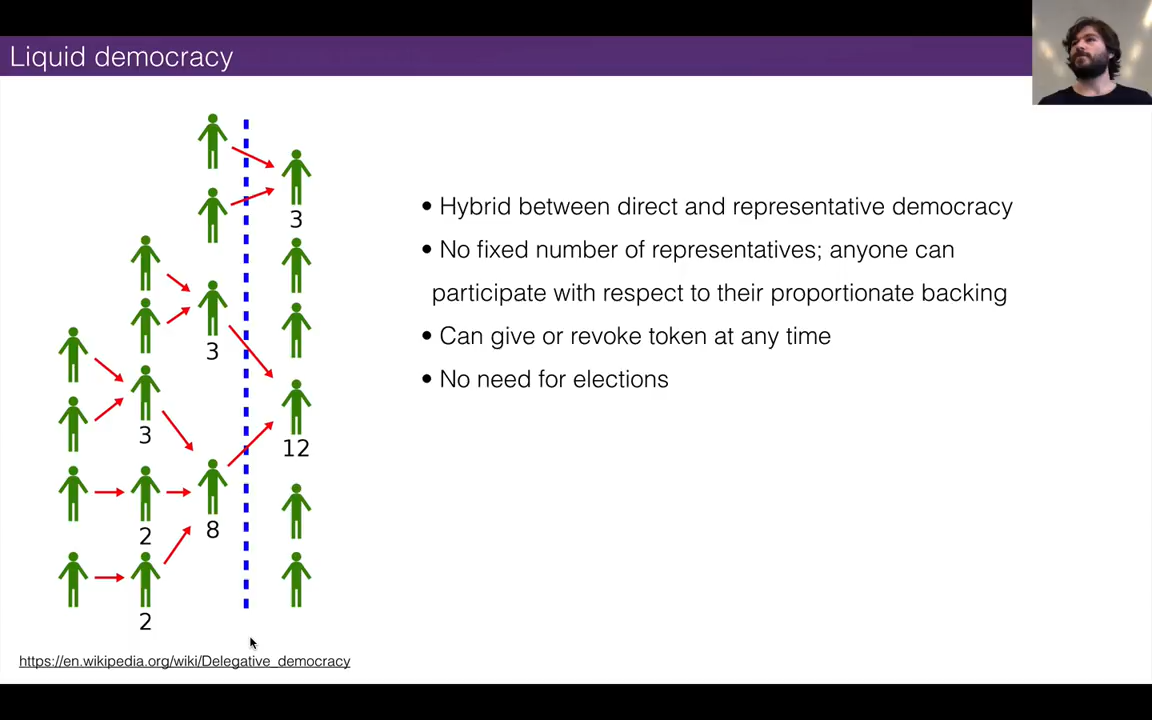 Liquid democracy
3
• Hybrid between direct and representative democracy
• No fixed number of representatives; anyone can
participate with respect to their proportionate backing
3
• Can give or revoke token at any time
• No need for elections
3
12
2
8
2
https://en.wikipedia.org/wiki/Delegative_democracy